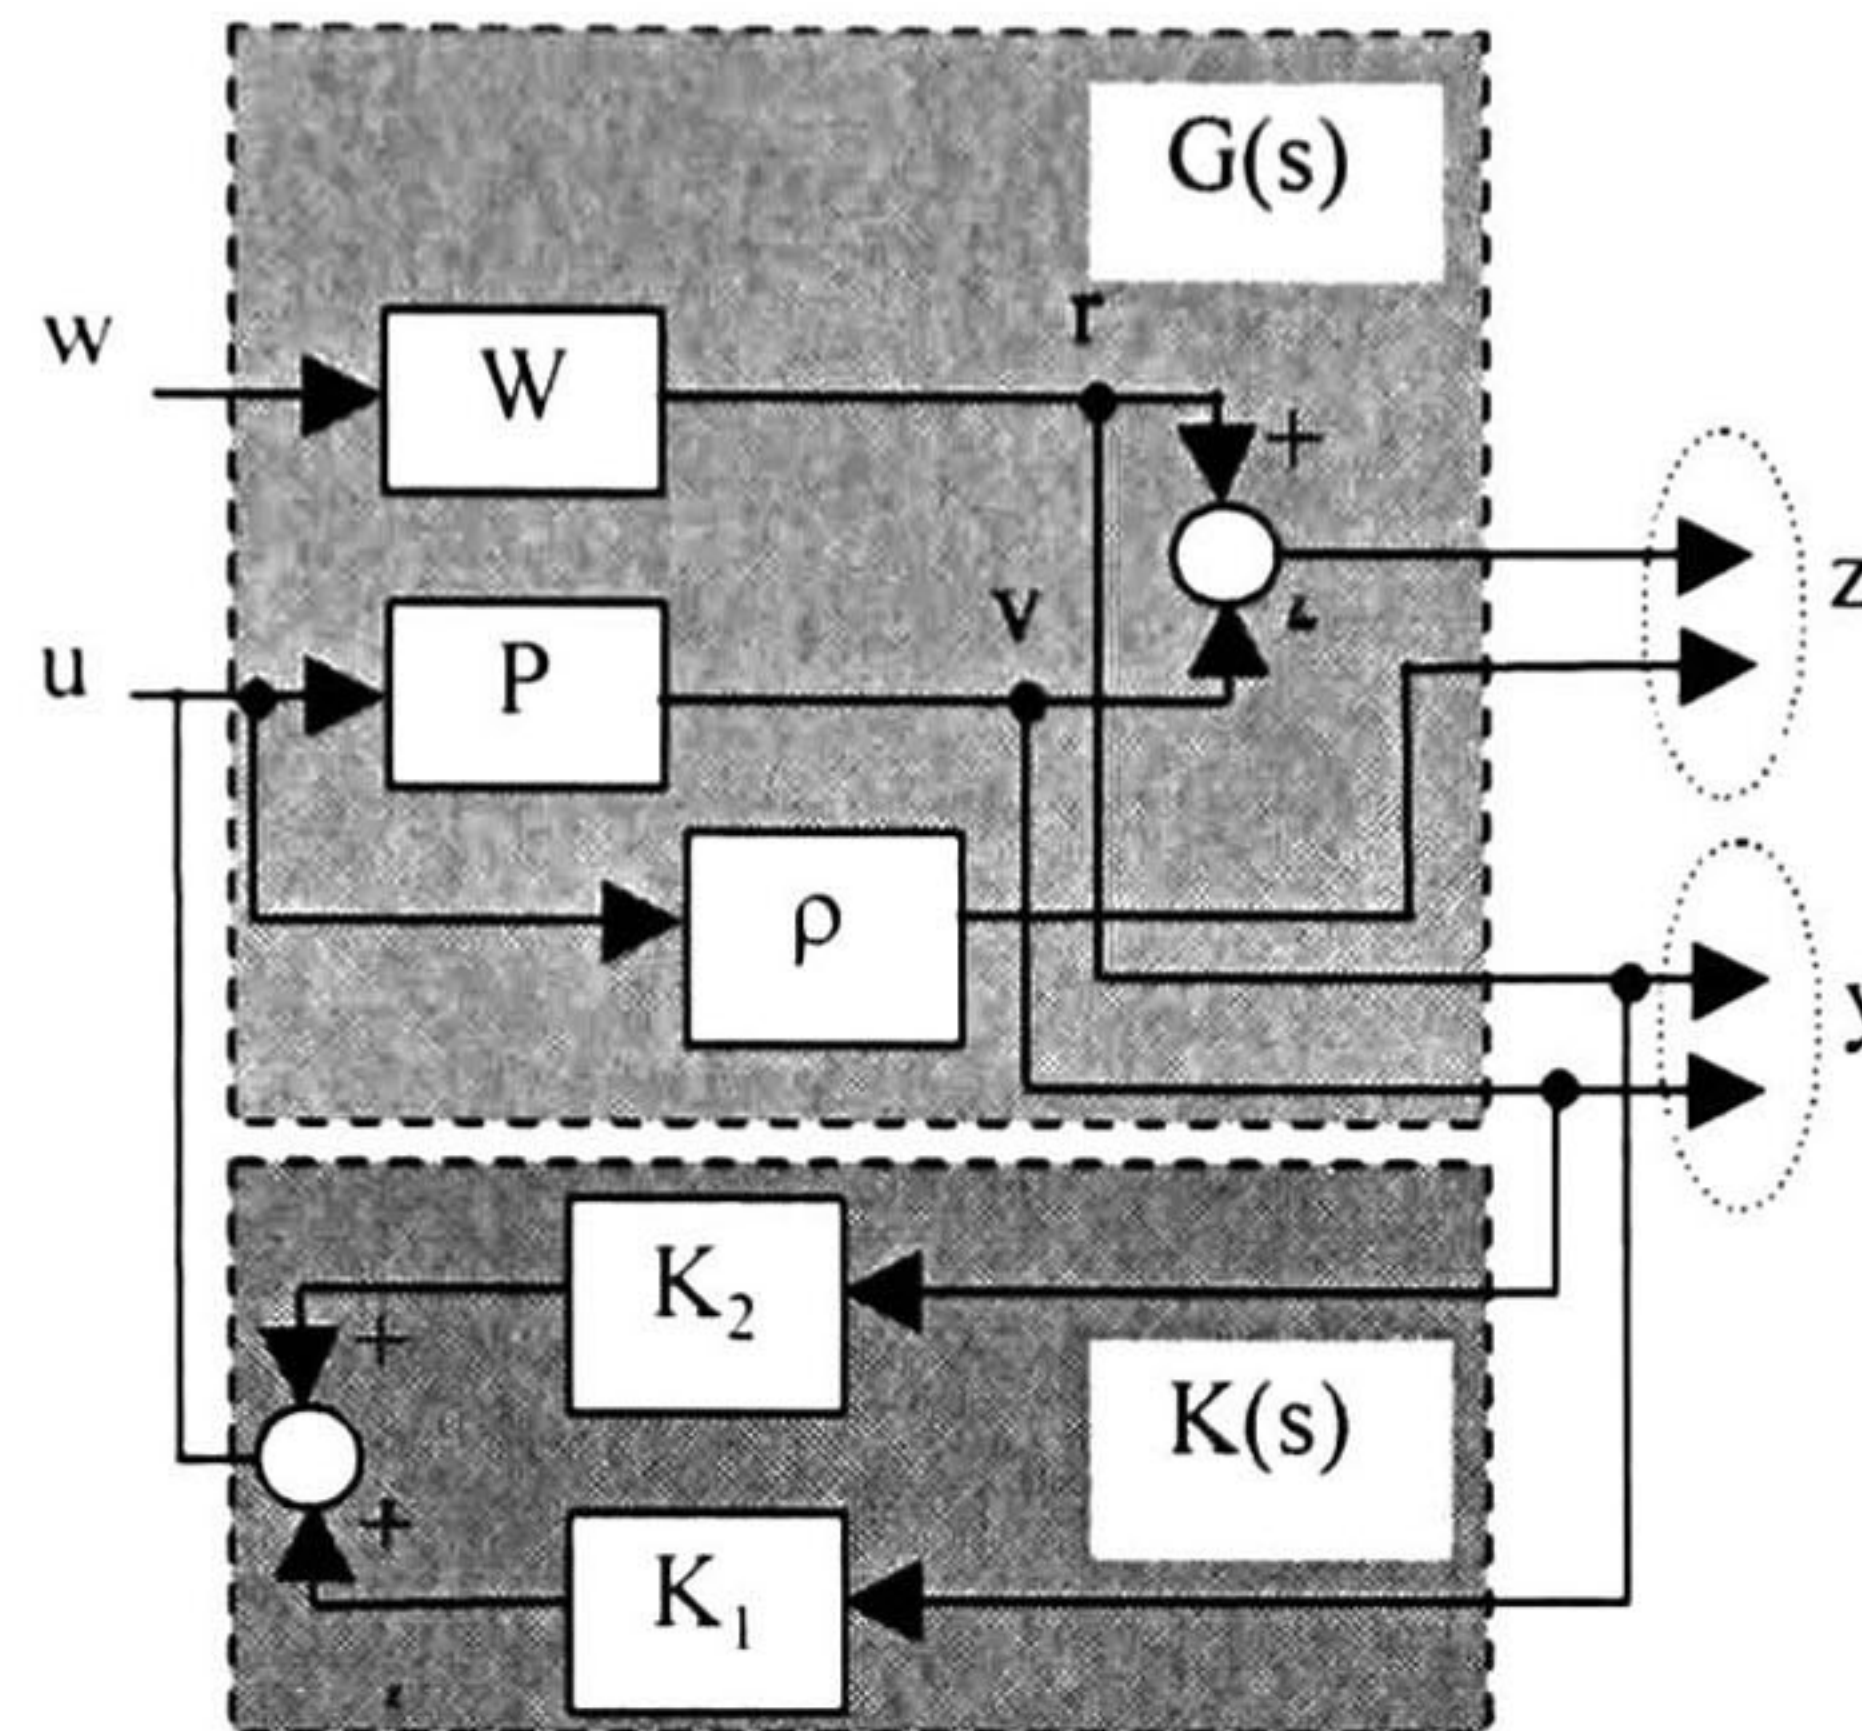 G(s)
r
w
W
+
z
v
-
u
P
ρ
y
K₂
+
K(s)
+
K₁